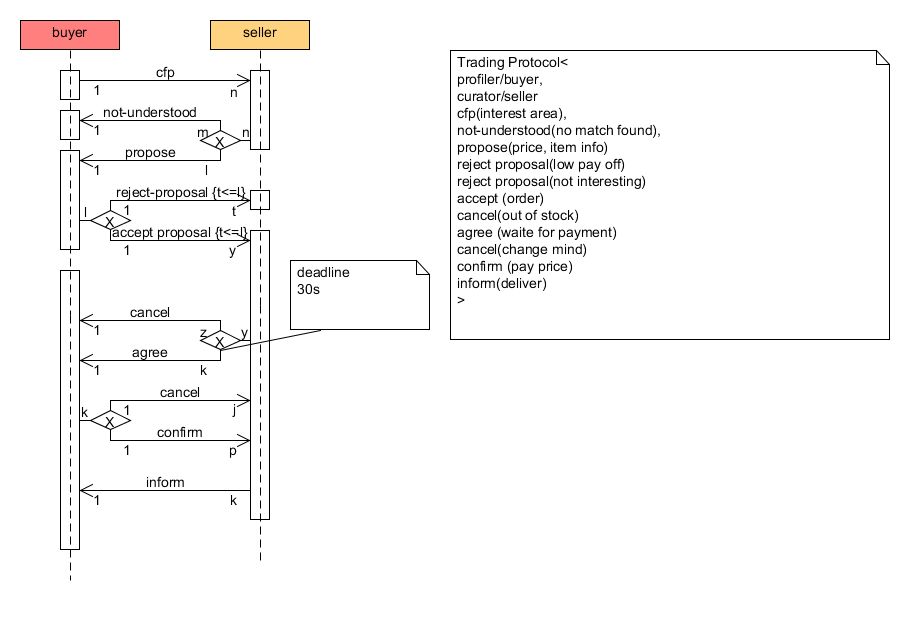 buyer
seller
cfp
1
n
not-understood
1
m
X
n
propose
1
l
reject-proposal {t<=l}
1
t
l
X
accept proposal {t<=l}
1
y
cancel
1
z
X
y
agree
1
k
cancel
1
j
k
X
confirm
1
p
inform
1
k
deadline
30s
Trading Protocol<
profiler/buyer,
curator/seller
cfp(interest area),
not-understood(no match found),
propose(price, item info)
reject proposal(low pay off)
reject proposal(not interesting)
accept (order)
cancel(out of stock)
agree (waite for payment)
cancel(change mind)
confirm (pay price)
inform(deliver)
>